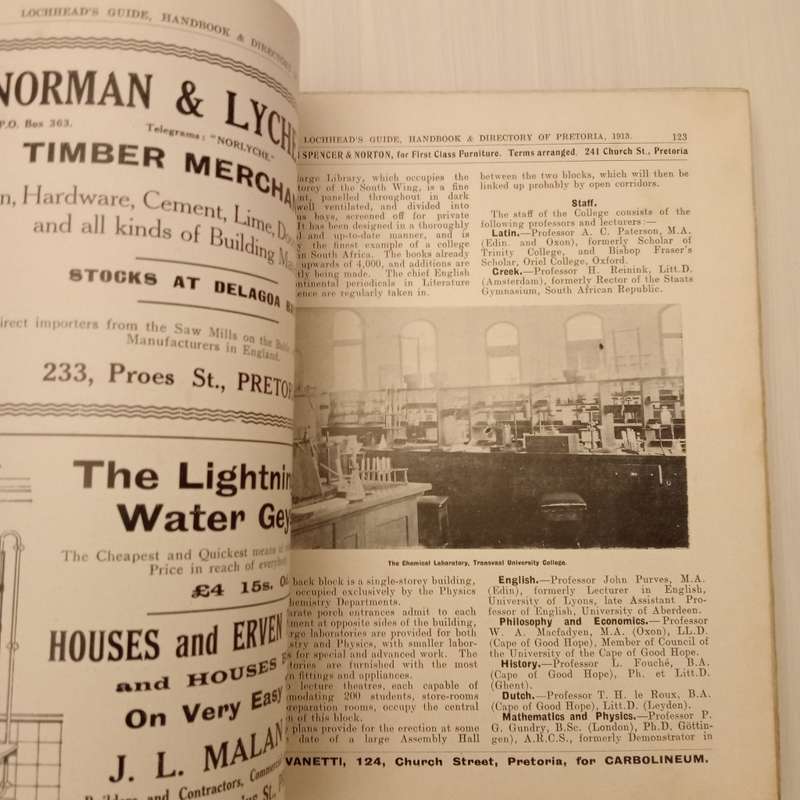 LOCHHEAD'S GUIDE, HANDBOOK & DIRECTORY
NORMAN & LYCHE
P.O. Box 363.
Telegrams: "NORLYCHE."
TIMBER MERCHA
n, Hardware, Cement, Lime,
and all kinds of Building
STOCKS AT DELAGOA
irect importers from the Saw Mills on the
Manufacturers in England.
233, Proes St., PRETOR
The Lightnin
Water Gey
The Cheapest and Quickest means
Price in reach of everybody
£4 15s.
HOUSES and ERVEN
and HOUSES
On Very Easy
J. L. MALAN
Builders and Contractors,
LOCHHEAD'S GUIDE, HANDBOOK & DIRECTORY OF PRETORIA, 1913. 123
SPENCER & NORTON, for First Class Furniture. Terms arranged. 241 Church St., Pretoria
large Library, which occupies the
torey of the South Wing, is a fine
nt, panelled throughout in dark
well ventilated, and divided into
us bays, screened off for private
It has been designed in a thoroughly
and up-to-date manner, and is
the finest example of a college
in South Africa. The books already
upwards of 4,000, and additions are
tly being made. The chief English
ntinental periodicals in Literature
ence are regularly taken in.
between the two blocks, which will then be
linked up probably by open corridors.
Staff.
The staff of the College consists of the
following professors and lecturers:—
Latin.—Professor A. C. Paterson, M.A.
(Edin. and Oxon), formerly Scholar of
Trinity College, and Bishop Fraser's
Scholar, Oriel College, Oxford.
Creek.—Professor H. Reinink, Litt.D.
(Amsterdam), formerly Rector of the Staats
Gymnasium, South African Republic.
The Chemical Laboratory, Transvaal University College.
back block is a single-storey building,
occupied exclusively by the Physics
hemistry Departments.
arate porch entrances admit to each
ment at opposite sides of the building,
rge laboratories are provided for both
stry and Physics, with smaller labor-
s for special and advanced work. The
tories are furnished with the most
n fittings and appliances.
lecture theatres, each capable of
modating 200 students, store-rooms
reparation rooms, occupy the central
n of this block.
plans provide for the erection at some
date of a large Assembly Hall
English.—Professor John Purves, M.A.
(Edin), formerly Lecturer in English,
University of Lyons, late Assistant Pro-
fessor of English, University of Aberdeen.
Philosophy and Economics.—Professor
W. A. Macfadyen, M.A. (Oxon), LL.D.
(Cape of Good Hope), Member of Council of
the University of the Cape of Good Hope.
History.—Professor L. Fouché, B.A.
(Cape of Good Hope), Ph. et Litt.D.
(Ghent).
Dutch.—Professor T. H. le Roux, B.A.
(Cape of Good Hope), Litt.D. (Leyden).
Mathematics and Physics.—Professor P.
G. Gundry, B.Sc. (London), Ph.D. Göttin-
gen), A.R.C.S., formerly Demonstrator in
VANETTI, 124, Church Street, Pretoria, for CARBOLINEUM.